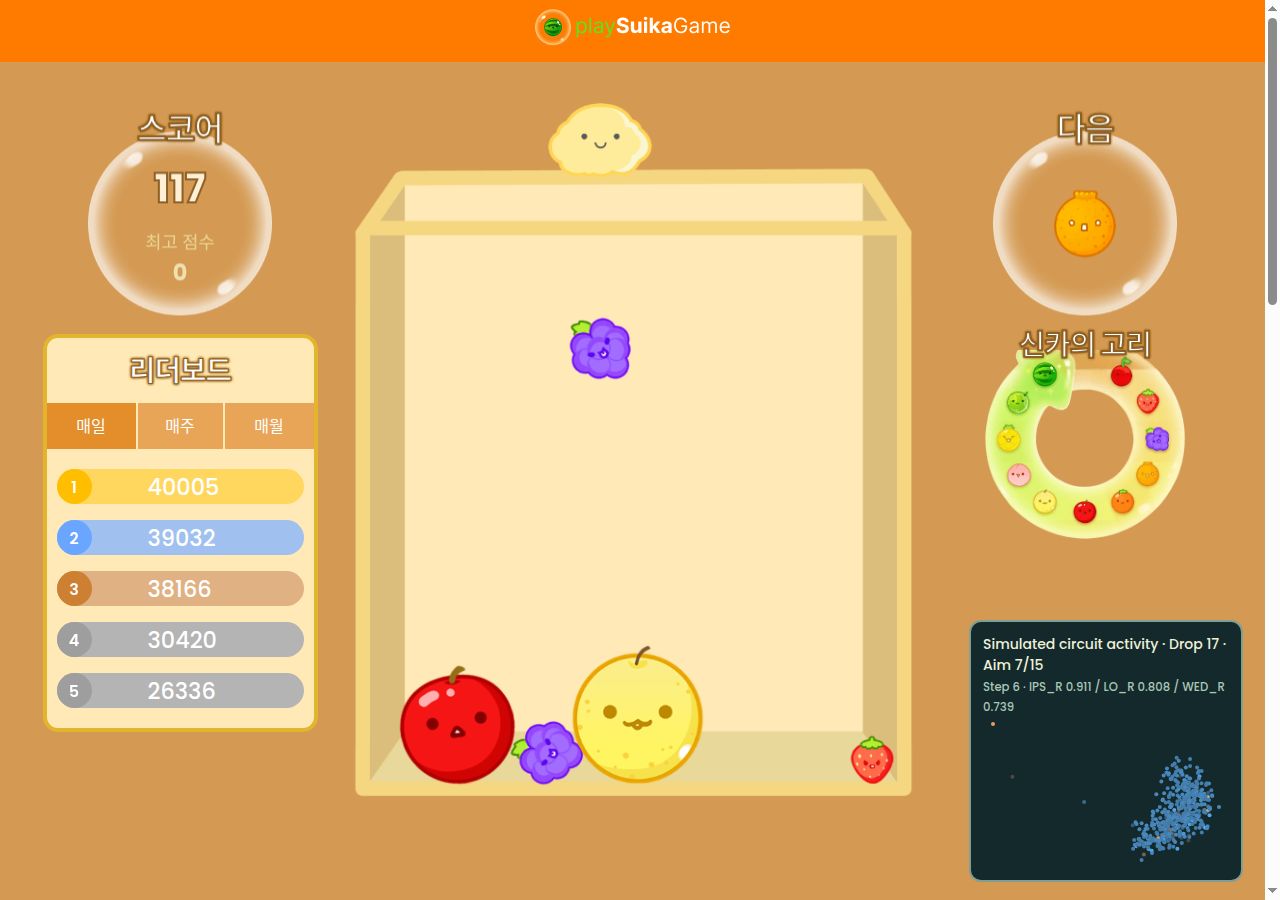 playSuikaGame
스코어
117
최고 점수
0
리더보드
매일 매주 매월
1 40005
2 39032
3 38166
4 30420
5 26336
다음
신카의 고리
Simulated circuit activity · Drop 17 ·
Aim 7/15
Step 6 · IPS_R 0.911 / LO_R 0.808 / WED_R
0.739